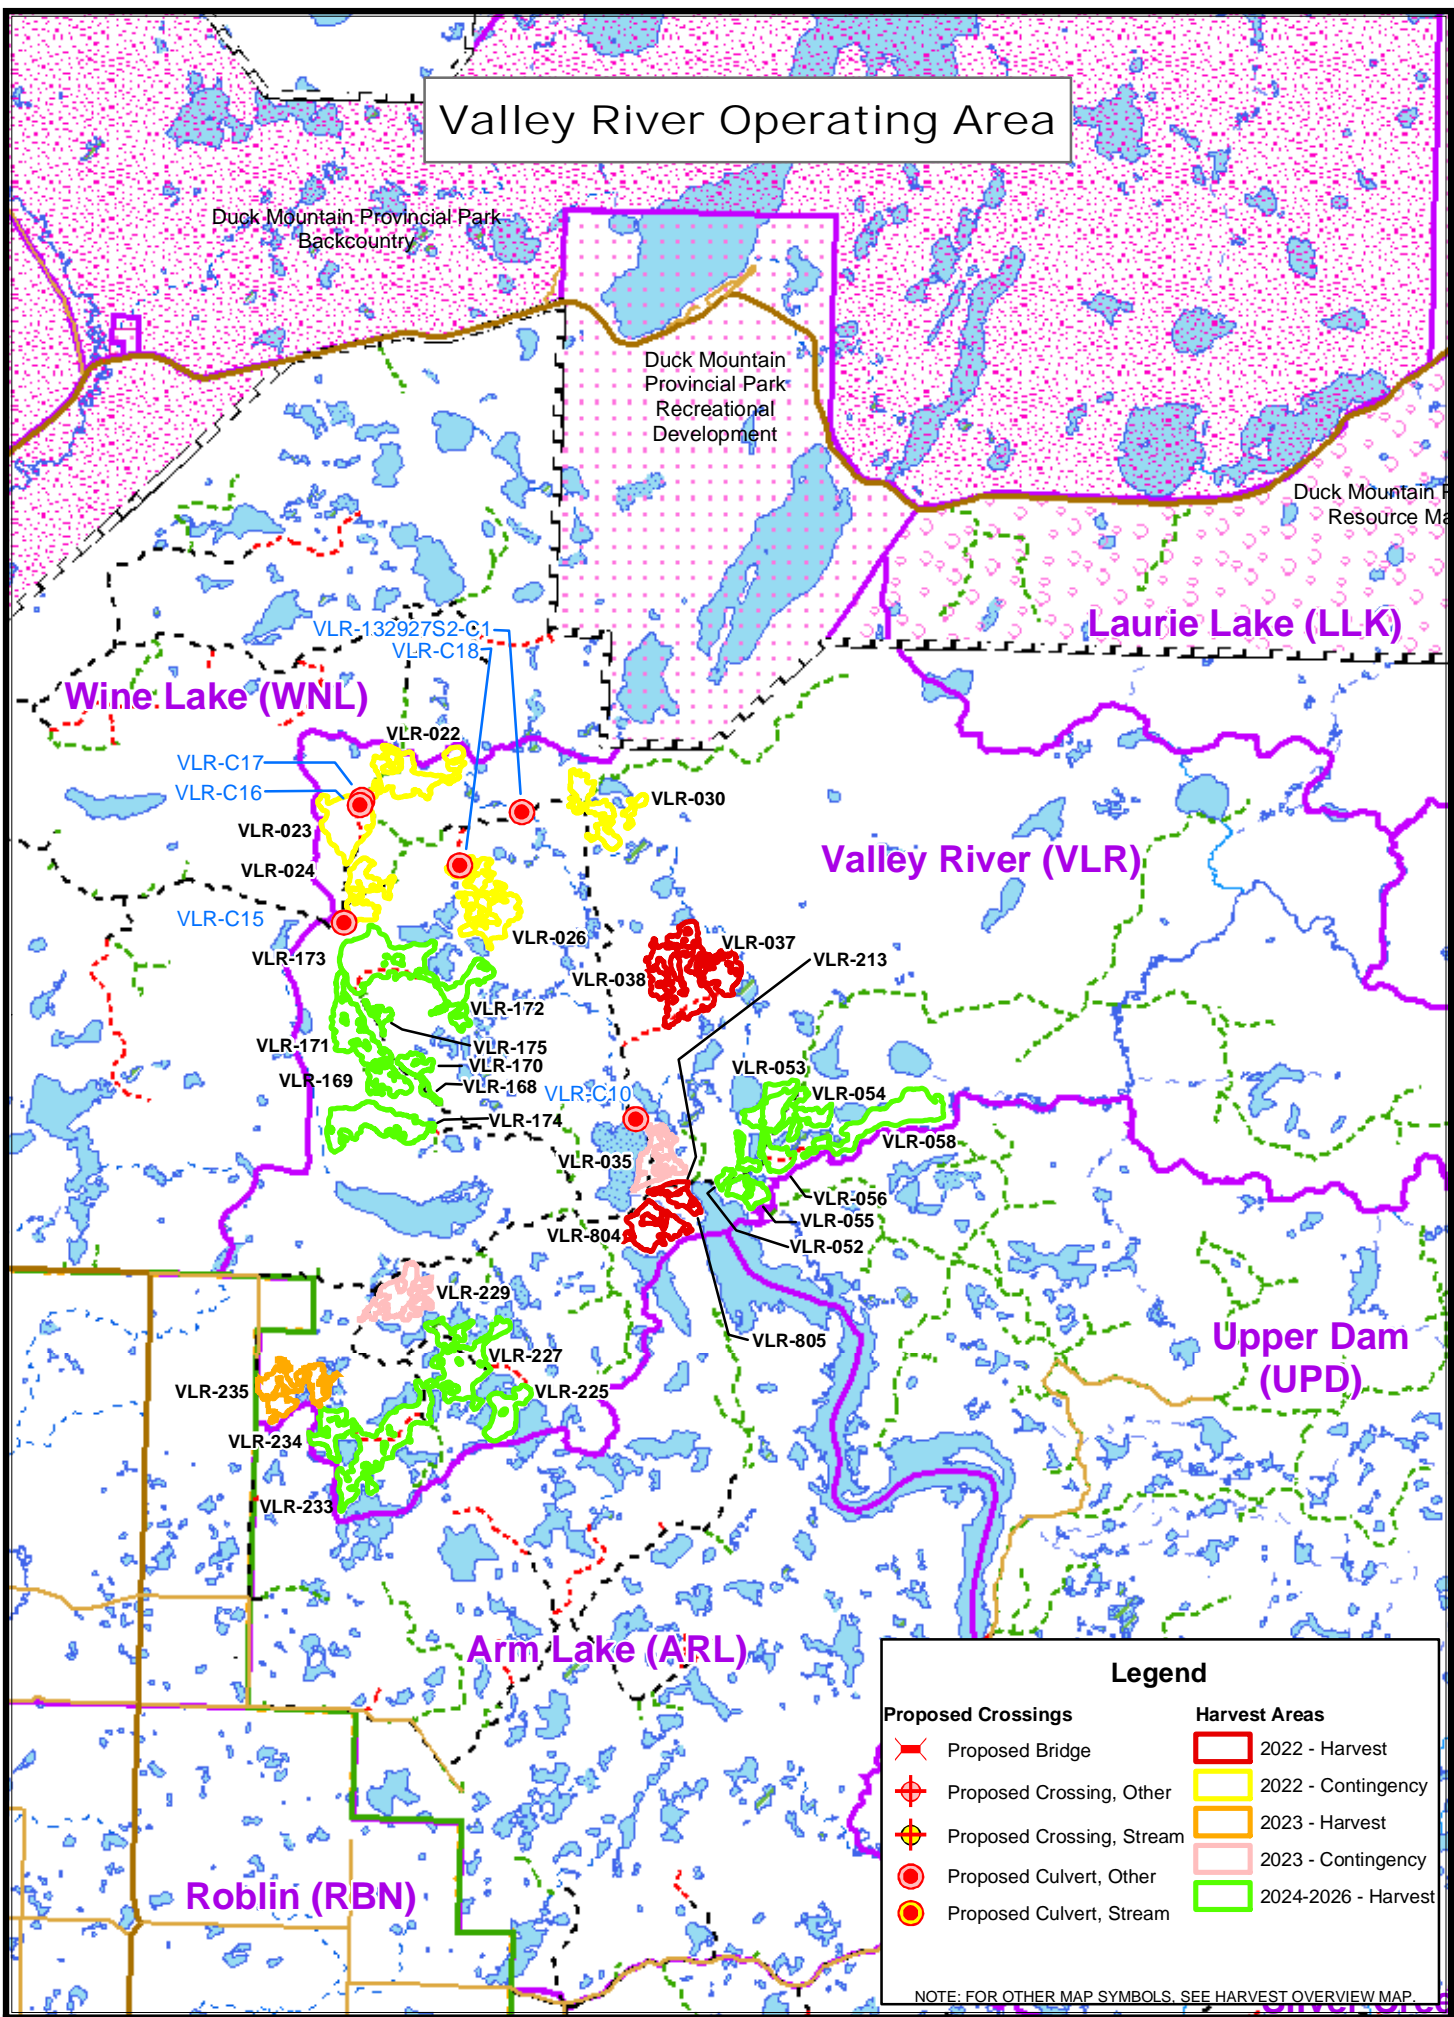 Valley River Operating Area
Duck Mountain Provincial Park
Backcountry
Duck Mountain
Provincial Park
Recreational
Development
Duck Mountain
Resource
Laurie Lake (LLK)
VLR-132927S2-C1
VLR-C18
Wine Lake (WNL)
VLR-022
VLR-C17
VLR-C16
VLR-030
VLR-023
Valley River (VLR)
VLR-024
VLR-C15
VLR-026
VLR-037
VLR-173
VLR-213
VLR-038
VLR-172
VLR-171
VLR-175
VLR-170
VLR-053
VLR-169
VLR-168
VLR-C10
VLR-054
VLR-174
VLR-058
VLR-035
VLR-056
VLR-055
VLR-804
VLR-052
VLR-229
VLR-805
Upper Dam
(UPD)
VLR-227
VLR-235
VLR-225
VLR-234
VLR-233
Arm Lake (ARL)
Roblin (RBN)
Legend
Proposed Crossings
Proposed Bridge
Proposed Crossing, Other
Proposed Crossing, Stream
Proposed Culvert, Other
Proposed Culvert, Stream
Harvest Areas
2022 - Harvest
2022 - Contingency
2023 - Harvest
2023 - Contingency
2024-2026 - Harvest
NOTE: FOR OTHER MAP SYMBOLS, SEE HARVEST OVERVIEW MAP.